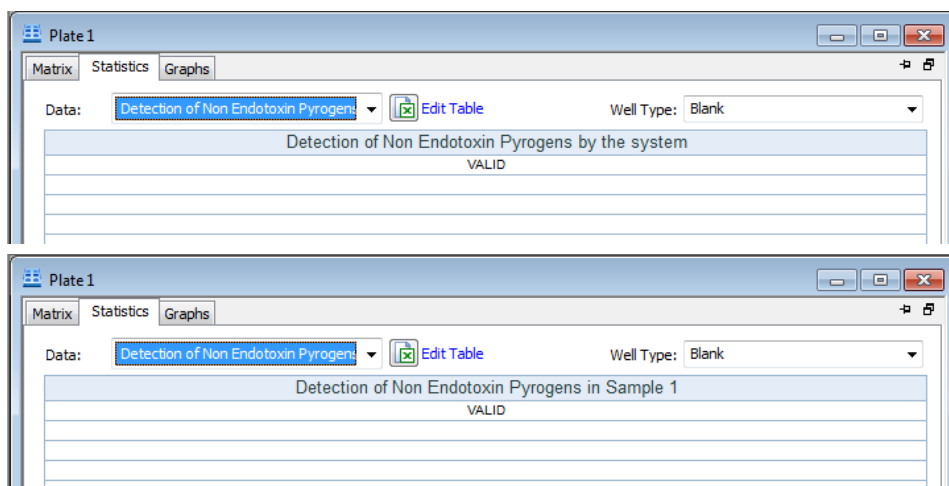 Plate 1
Matrix Statistics Graphs
Data: Detection of Non Endotoxin Pyrogens Edit Table Well Type: Blank
Detection of Non Endotoxin Pyrogens by the system
VALID
Plate 1
Matrix Statistics Graphs
Data: Detection of Non Endotoxin Pyrogens Edit Table Well Type: Blank
Detection of Non Endotoxin Pyrogens in Sample 1
VALID